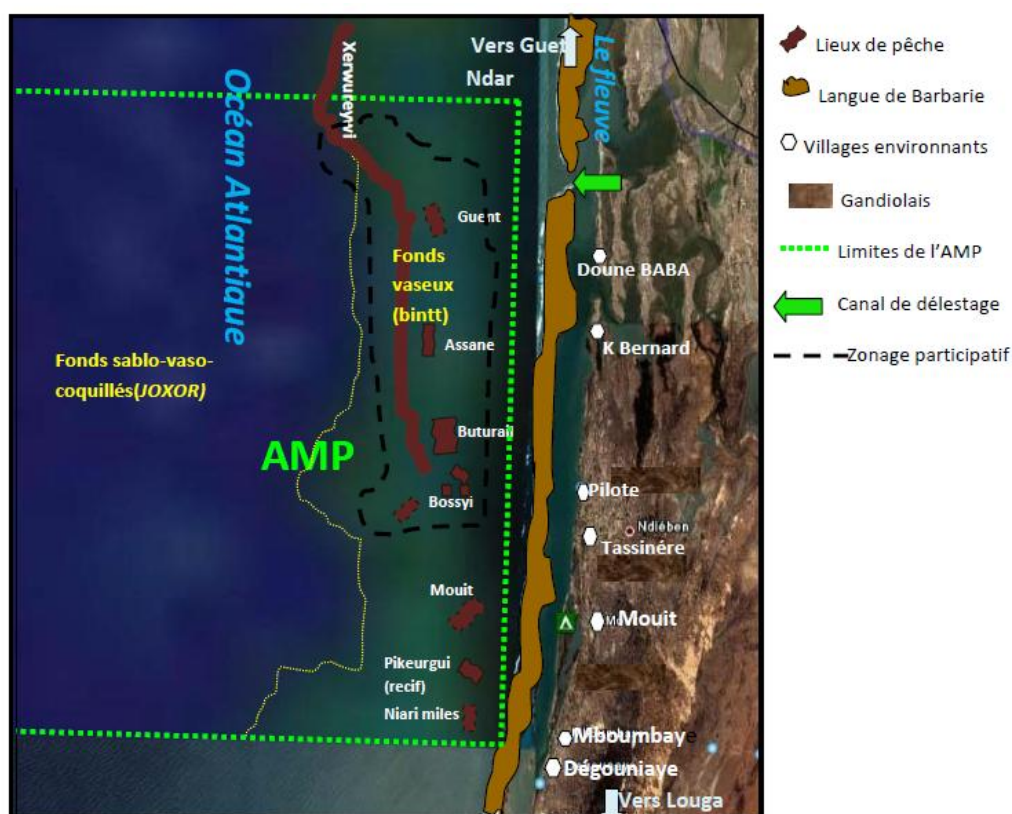 Xerwureyvi
Océan Atlantique
Vers Guet
Ndar
Le fleuve
Guent
Fonds
vaseux
(bintt)
Assane
Fonds sablo-vaso-
coquillés(JOXOR)
AMP
Buturail
Bossyi
Mouit
Pikeurgui
(recif)
Niari miles
Doune BABA
K Bernard
Pilote
Ndiében
Tassinére
Mouit
Mboumbaye
Dégouniaye
Vers Louga
Lieux de pêche
Langue de Barbarie
Villages environnants
Gandiolais
Limites de l'AMP
Canal de délestage
Zonage participatif